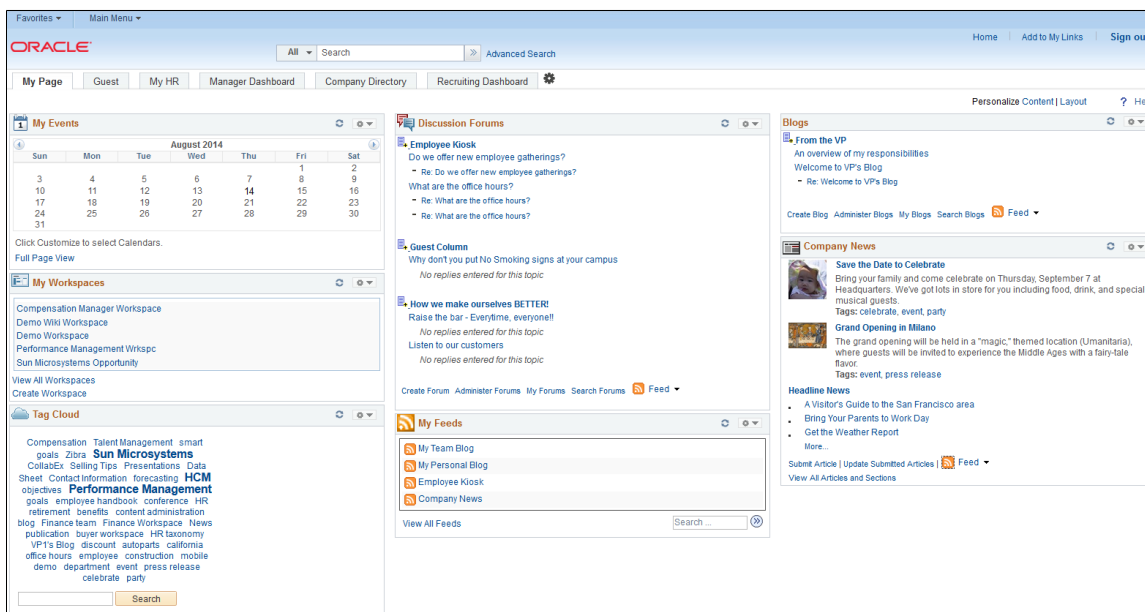 Favorites Main Menu
ORACLE
All Search Advanced Search
Home Add to My Links Sign ou
My Page Guest My HR Manager Dashboard Company Directory Recruiting Dashboard
Personalize Content | Layout ? He
My Events
August 2014
Sun Mon Tue Wed Thu Fri Sat
1 2
3 4 5 6 7 8 9
10 11 12 13 14 15 16
17 18 19 20 21 22 23
24 25 26 27 28 29 30
31
Click Customize to select Calendars.
Full Page View
My Workspaces
Compensation Manager Workspace
Demo Wiki Workspace
Demo Workspace
Performance Management Wrkspc
Sun Microsystems Opportunity
View All Workspaces
Create Workspace
Tag Cloud
Compensation Talent Management smart
goals Zibra Sun Microsystems
CollabEx Selling Tips Presentations Data
Sheet Contact Information forecasting HCM
objectives Performance Management
goals employee handbook conference HR
retirement benefits content administration
blog Finance team Finance Workspace News
publication buyer workspace HR taxonomy
VP1's Blog discount autoparts california
office hours employee construction mobile
demo department event press release
celebrate party
Search
Discussion Forums
Employee Kiosk
Do we offer new employee gatherings?
- Re: Do we offer new employee gatherings?
What are the office hours?
- Re: What are the office hours?
- Re: What are the office hours?
Guest Column
Why don't you put No Smoking signs at your campus
No replies entered for this topic
How we make ourselves BETTER!
Raise the bar - Everytime, everyone!!
No replies entered for this topic
Listen to our customers
No replies entered for this topic
Create Forum Administer Forums My Forums Search Forums Feed
My Feeds
My Team Blog
My Personal Blog
Employee Kiosk
Company News
View All Feeds Search ...
Blogs
From the VP
An overview of my responsibilities
Welcome to VP's Blog
- Re: Welcome to VP's Blog
Create Blog Administer Blogs My Blogs Search Blogs Feed
Company News
Save the Date to Celebrate
Bring your family and come celebrate on Thursday, September 7 at
Headquarters. We've got lots in store for you including food, drink, and special
musical guests.
Tags: celebrate, event, party
Grand Opening in Milano
The grand opening will be held in a "magic," themed location (Umanitaria),
where guests will be invited to experience the Middle Ages with a fairy-tale
flavor.
Tags: event, press release
Headline News
A Visitor's Guide to the San Francisco area
Bring Your Parents to Work Day
Get the Weather Report
More...
Submit Article | Update Submitted Articles | Feed
View All Articles and Sections